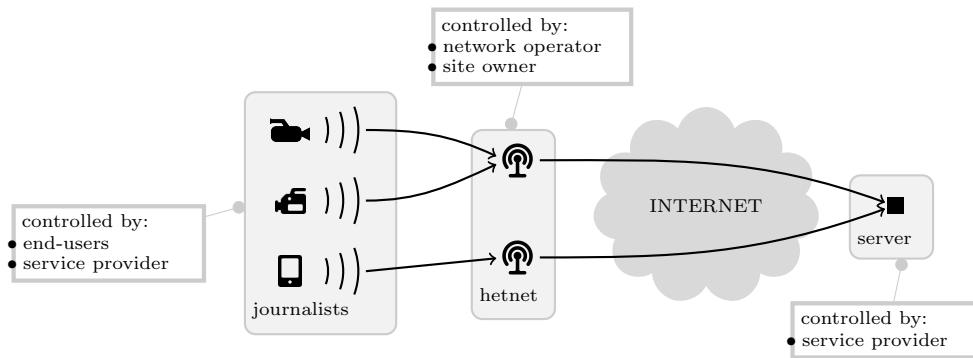 controlled by:
• network operator
• site owner
INTERNET
controlled by:
• end-users
• service provider
server
hetnet
journalists
controlled by:
• service provider